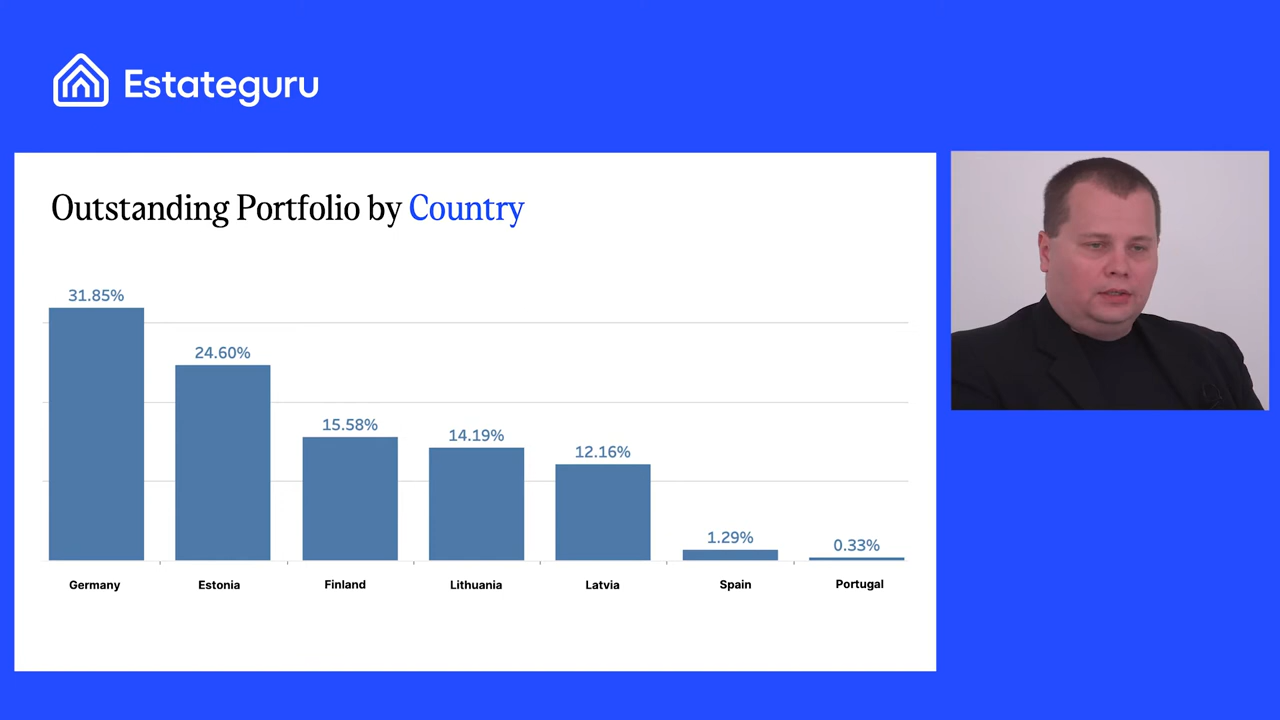 Estateguru
Outstanding Portfolio by Country
31.85%
24.60%
15.58%
14.19%
12.16%
1.29%
0.33%
Germany
Estonia
Finland
Lithuania
Latvia
Spain
Portugal